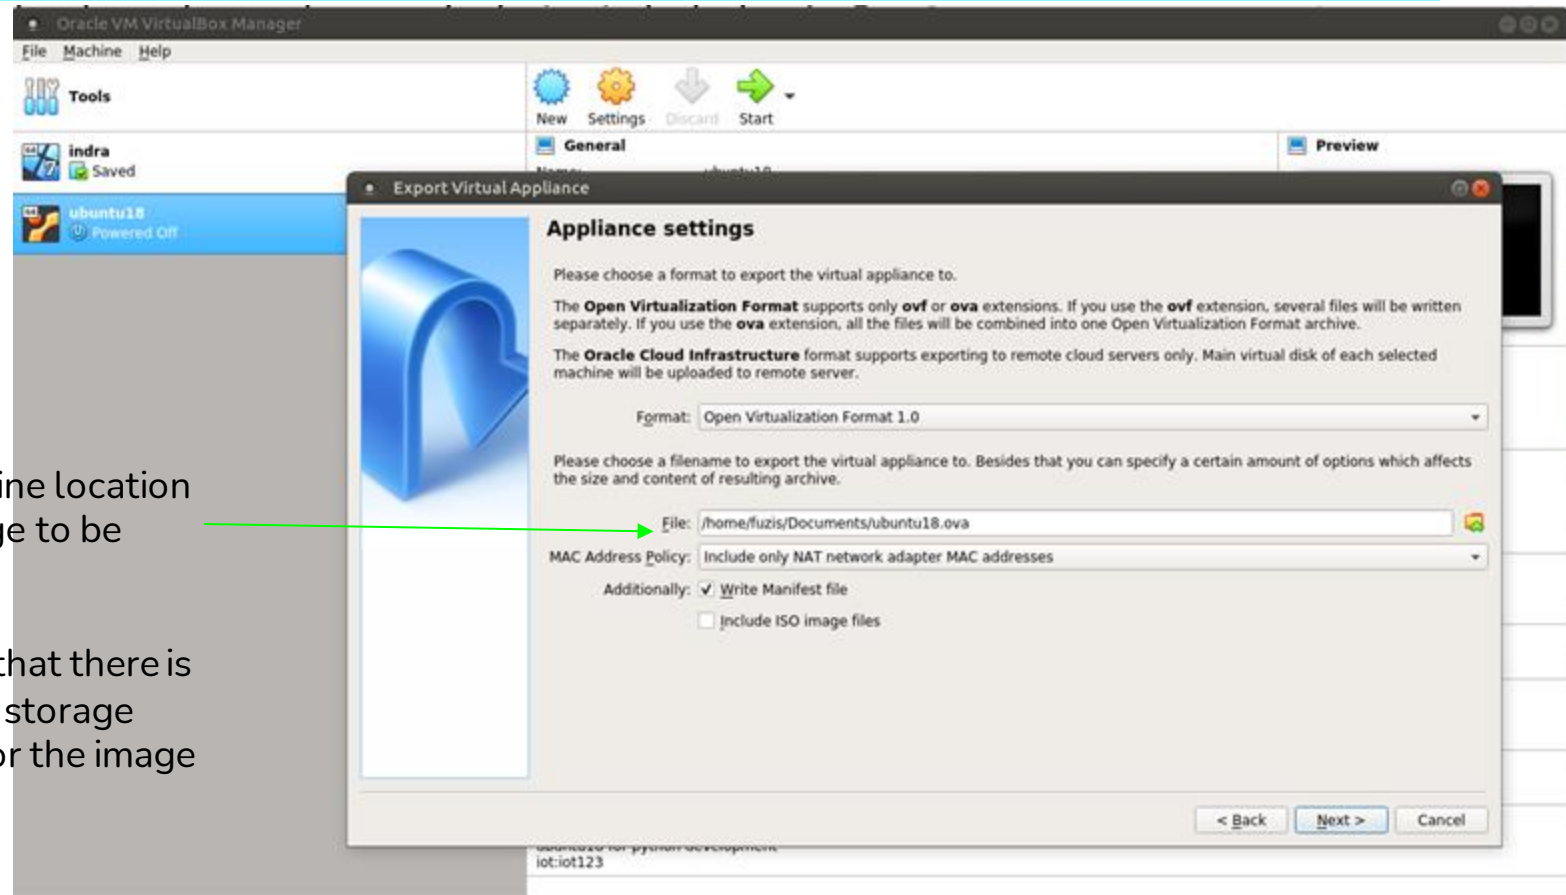 Oracle VM VirtualBox Manager
File Machine Help
Tools
New Settings Discard Start
indra
Saved
ubuntu18
Powered Off
General
Preview
Name: ubuntu18
Export Virtual Appliance
Appliance settings
Please choose a format to export the virtual appliance to.
The Open Virtualization Format supports only ovf or ova extensions. If you use the ovf extension, several files will be written
separately. If you use the ova extension, all the files will be combined into one Open Virtualization Format archive.
The Oracle Cloud Infrastructure format supports exporting to remote cloud servers only. Main virtual disk of each selected
machine will be uploaded to remote server.
Format: Open Virtualization Format 1.0
Please choose a filename to export the virtual appliance to. Besides that you can specify a certain amount of options which affects
the size and content of resulting archive.
File: /home/fuzis/Documents/ubuntu18.ova
MAC Address Policy: Include only NAT network adapter MAC addresses
Additionally: Write Manifest file
Include ISO image files
< Back Next > Cancel
ine location
ge to be
that there is
storage
or the image
ubuntu18 for python development
iot:iot123